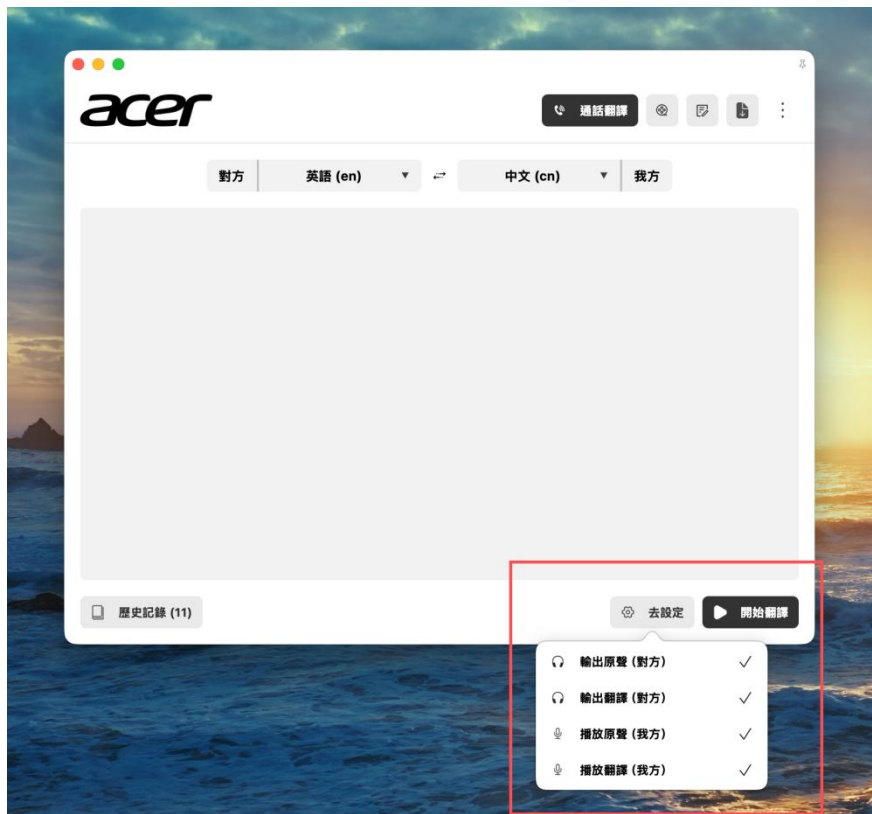 acer
通話翻譯
對方 英語 (en) 中文 (cn) 我方
歷史記錄 (11) 去設定 開始翻譯
輸出原聲 (對方)
輸出翻譯 (對方)
播放原聲 (我方)
播放翻譯 (我方)